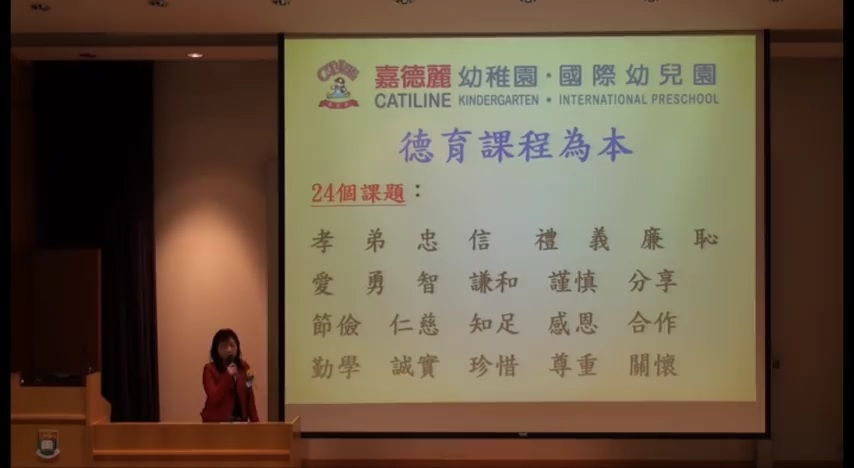 嘉德麗 幼稚園・國際幼兒園
CATILINE KINDERGARTEN • INTERNATIONAL PRESCHOOL
德育課程為本
24個課題：
孝 弟 忠 信 禮 義 廉 恥
愛 勇 智 謙和 謹慎 分享
節儉 仁慈 知足 感恩 合作
勤學 誠實 珍惜 尊重 關懷